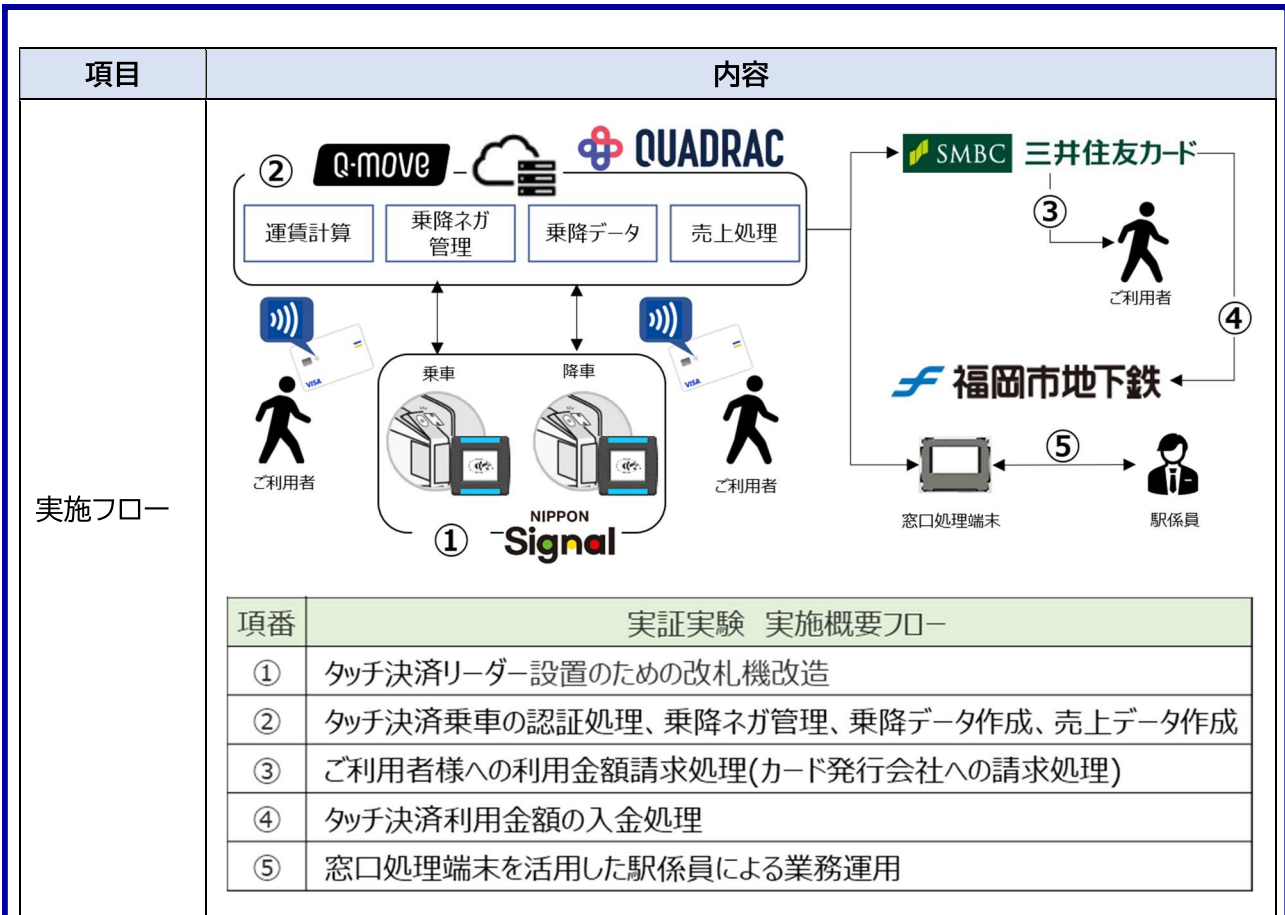 項目
内容
実施フロー
② Q-MOVE QUADRAC
運賃計算
乗降ネガ
管理
乗降データ
売上処理
SMBC 三井住友カード
③
ご利用者
④
福岡市地下鉄
VISA
VISA
乗車
降車
ご利用者
ご利用者
① NIPPON
Signal
⑤
窓口処理端末
駅係員
項番 実証実験 実施概要フロー
① タッチ決済リーダー設置のための改札機改造
② タッチ決済乗車の認証処理、乗降ネガ管理、乗降データ作成、売上データ作成
③ ご利用者様への利用金額請求処理(カード発行会社への請求処理)
④ タッチ決済利用金額の入金処理
⑤ 窓口処理端末を活用した駅係員による業務運用